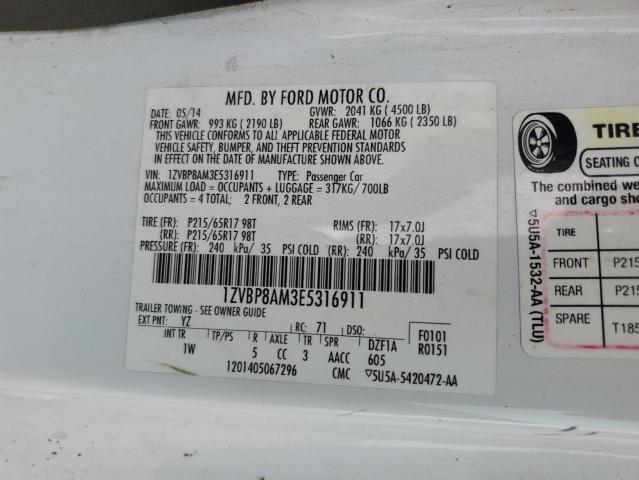 MFD. BY FORD MOTOR CO.
DATE: 05/14 GVWR: 2041 KG ( 4500 LB)
FRONT GAWR: 993 KG ( 2190 LB) REAR GAWR: 1066 KG ( 2350 LB)
THIS VEHICLE CONFORMS TO ALL APPLICABLE FEDERAL MOTOR
VEHICLE SAFETY, BUMPER, AND THEFT PREVENTION STANDARDS
IN EFFECT ON THE DATE OF MANUFACTURE SHOWN ABOVE.
VIN: 1ZVBP8AM3E5316911 TYPE: Passenger Car
MAXIMUM LOAD = OCCUPANTS + LUGGAGE = 317KG/ 700LB
OCCUPANTS = 4 TOTAL; 2 FRONT, 2 REAR
TIRE (FR): P215/65R17 98T RIMS (FR): 17x7.0J
(RR): P215/65R17 98T (RR): 17x7.0J
PRESSURE (FR): 240 kPa/ 35 PSI COLD (RR): 240 kPa/ 35 PSI COLD
1ZVBP8AM3E5316911
TRAILER TOWING - SEE OWNER GUIDE
EXT PNT: YZ RC: 71 DSO: F0101
INT TR TP/PS R AXLE TR SPR DZF1A R0151
1W 5 CC 3 AACC 605
1201405067296 CMC ▽5U5A-5420472-AA
▽5U5A-1532-AA (TLU)
TIRE
SEATING
The combined we
and cargo sho
TIRE
FRONT P215
REAR P215
SPARE T185